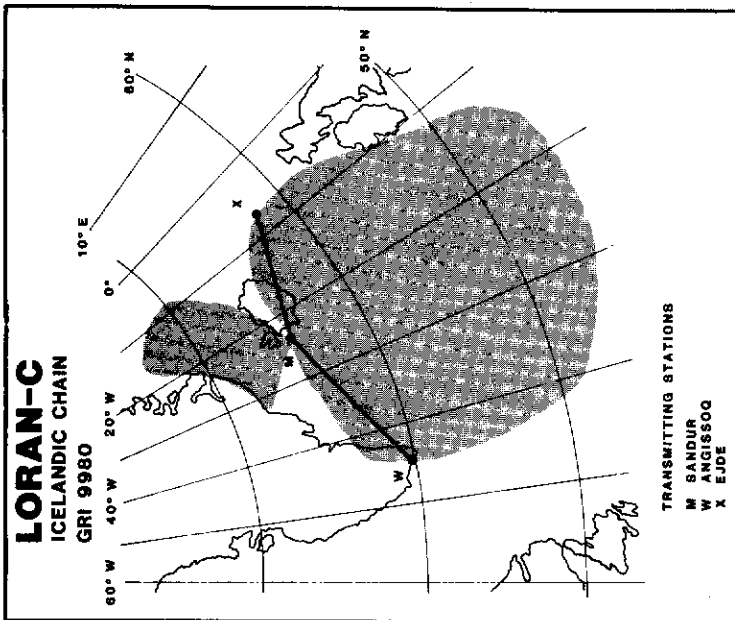 LORAN-C
ICELANDIC CHAIN
GRI 9980
60° W
40° W
20° W
0°
10° E
60° N
50° N
M
W
X
TRANSMITTING STATIONS
M SANDUR
W ANGISSOQ
X EJDE